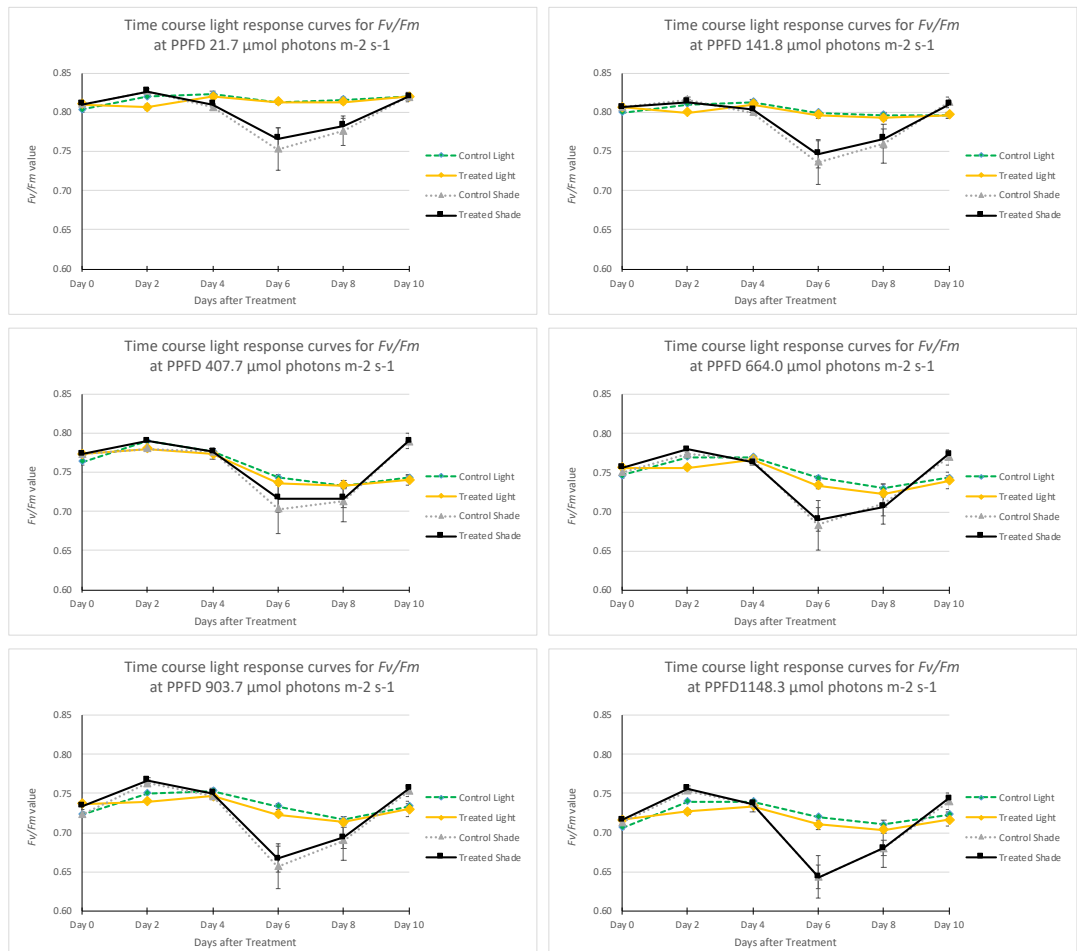 Time course light response curves for Fv/Fm
at PPFD 21.7 µmol photons m-2 s-1
0.85
0.80
0.75
0.70
0.65
0.60
Fv/Fm value
Day 0 Day 2 Day 4 Day 6 Day 8 Day 10
Days after Treatment
Control Light
Treated Light
Control Shade
Treated Shade
Time course light response curves for Fv/Fm
at PPFD 141.8 µmol photons m-2 s-1
0.85
0.80
0.75
0.70
0.65
0.60
Fv/Fm value
Day 0 Day 2 Day 4 Day 6 Day 8 Day 10
Days after Treatment
Control Light
Treated Light
Control Shade
Treated Shade
Time course light response curves for Fv/Fm
at PPFD 407.7 µmol photons m-2 s-1
0.85
0.80
0.75
0.70
0.65
0.60
Fv/Fm value
Day 0 Day 2 Day 4 Day 6 Day 8 Day 10
Days after Treatment
Control Light
Treated Light
Control Shade
Treated Shade
Time course light response curves for Fv/Fm
at PPFD 664.0 µmol photons m-2 s-1
0.85
0.80
0.75
0.70
0.65
0.60
Fv/Fm value
Day 0 Day 2 Day 4 Day 6 Day 8 Day 10
Days after Treatment
Control Light
Treated Light
Control Shade
Treated Shade
Time course light response curves for Fv/Fm
at PPFD 903.7 µmol photons m-2 s-1
0.85
0.80
0.75
0.70
0.65
0.60
Fv/Fm value
Day 0 Day 2 Day 4 Day 6 Day 8 Day 10
Days after Treatment
Control Light
Treated Light
Control Shade
Treated Shade
Time course light response curves for Fv/Fm
at PPFD1148.3 µmol photons m-2 s-1
0.85
0.80
0.75
0.70
0.65
0.60
Fv/Fm value
Day 0 Day 2 Day 4 Day 6 Day 8 Day 10
Days after Treatment
Control Light
Treated Light
Control Shade
Treated Shade